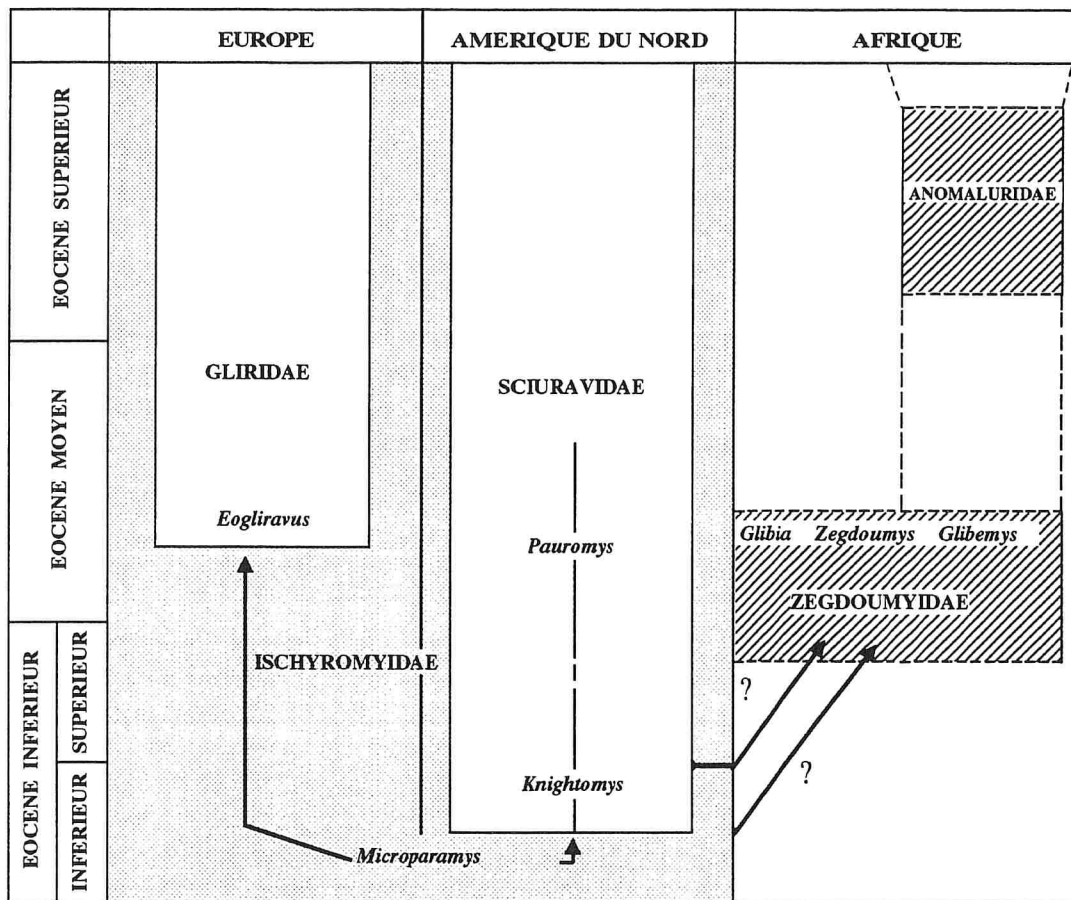 EUROPE
AMÉRIQUE DU NORD
AFRIQUE
EOCENE SUPERIEUR
EOCENE MOYEN
EOCENE INFERIEUR
SUPERIEUR
INFERIEUR
ANOMALURIDAE
GLIRIDAE
SCIURAVIDAE
Eogliravus
Pauromys
Glibia Zegdoumys Glibemys
ZEGDOUMYIDAE
ISCHYROMYIDAE
?
?
Knightomys
Microparamys